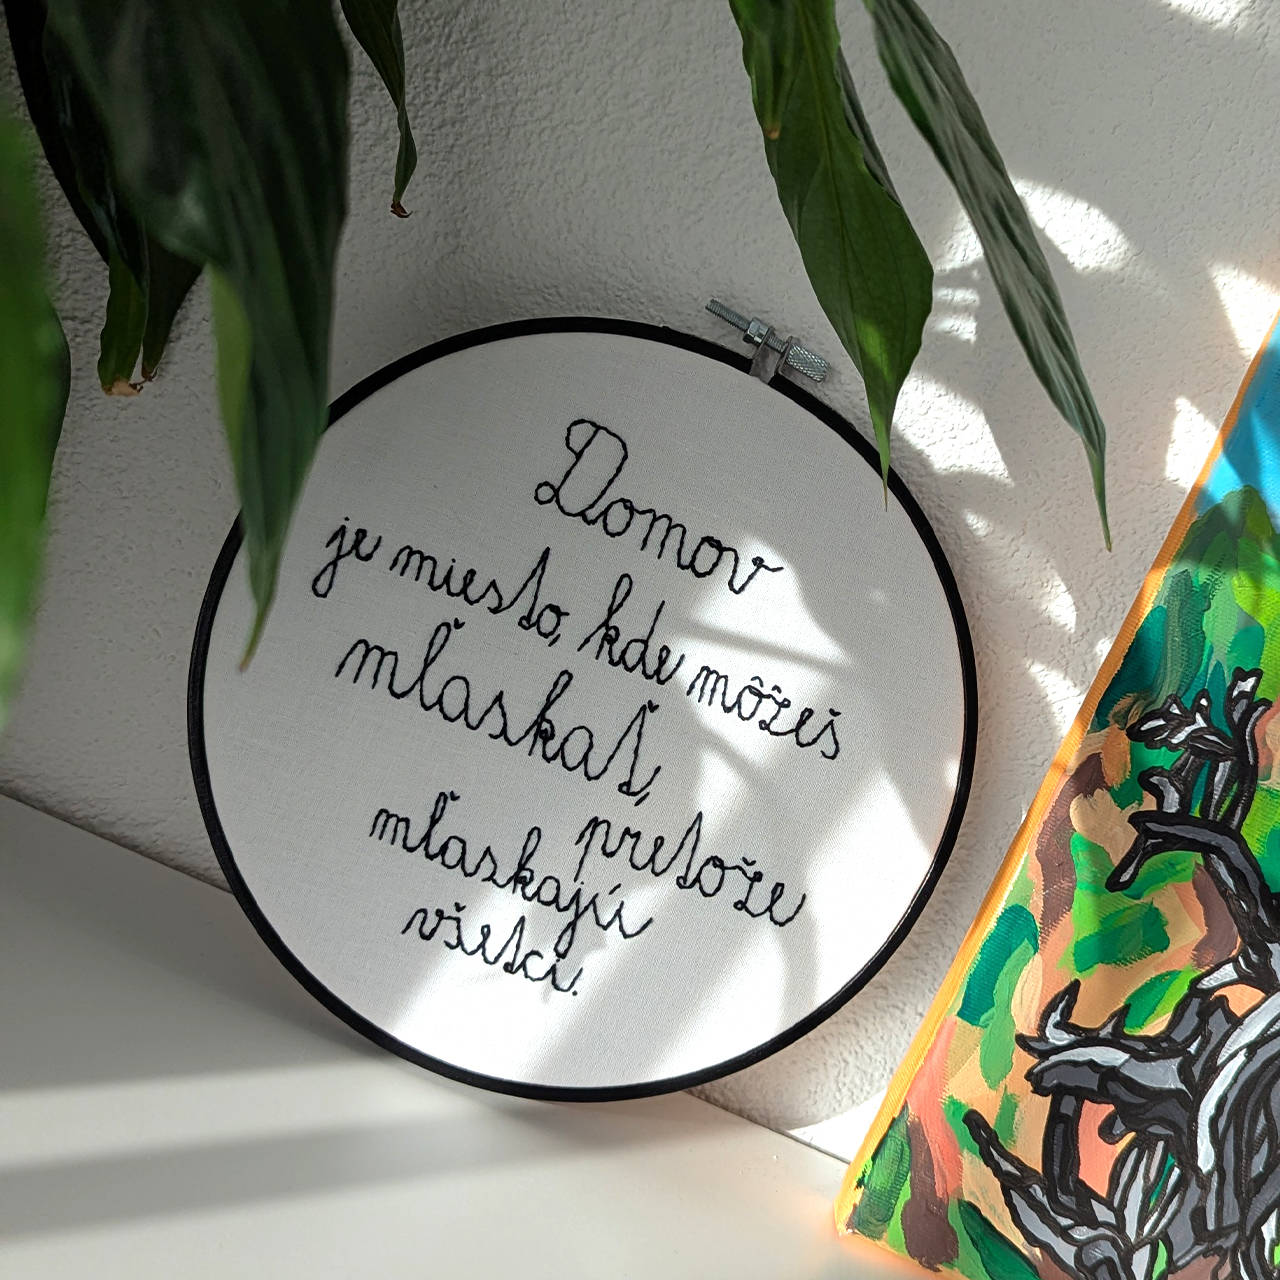 Domov
je miesto, kde môžeš
mľaskať,
pretože
mľaskajú
všetci.